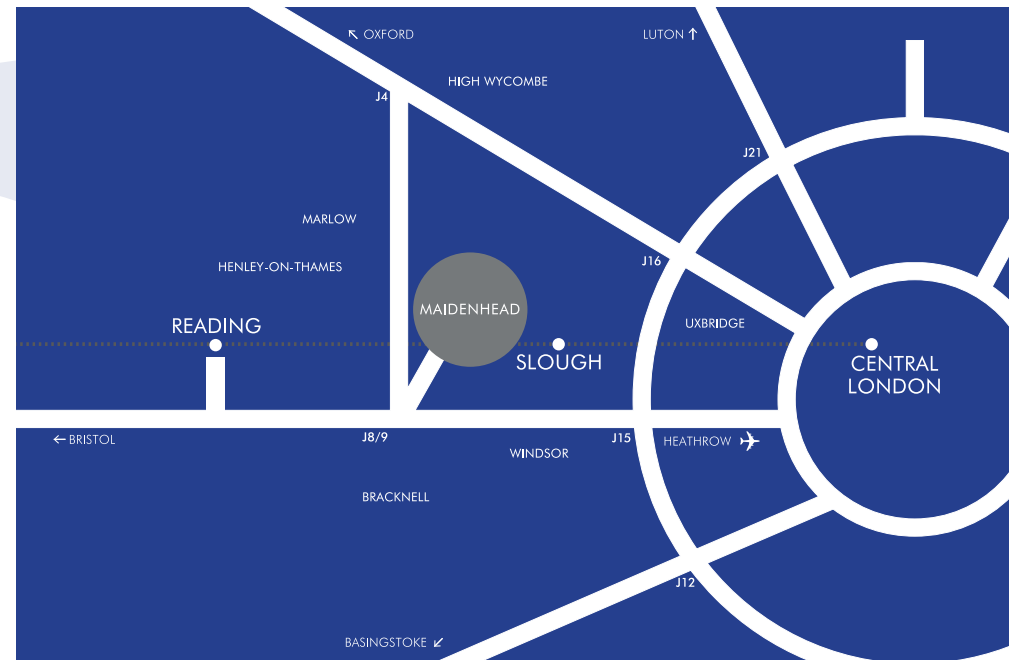 ↖ OXFORD
LUTON ↑
HIGH WYCOMBE
J4
J21
MARLOW
J16
HENLEY-ON-THAMES
MAIDENHEAD
UXBRIDGE
READING
SLOUGH
CENTRAL
LONDON
← BRISTOL
J8/9
J15
HEATHROW
WINDSOR
BRACKNELL
J12
BASINGSTOKE ↙